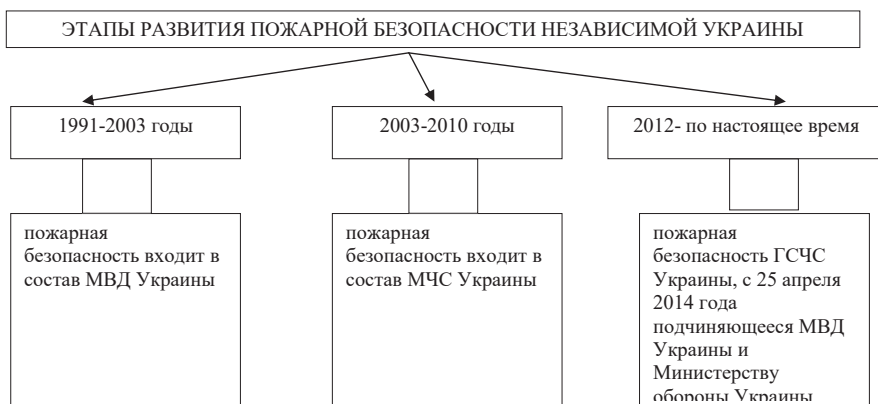 ЭТАПЫ РАЗВИТИЯ ПОЖАРНОЙ БЕЗОПАСНОСТИ НЕЗАВИСИМОЙ УКРАИНЫ
1991-2003 годы
2003-2010 годы
2012- по настоящее время
пожарная
безопасность входит в
состав МВД Украины
пожарная
безопасность входит в
состав МЧС Украины
пожарная
безопасность ГСЧС
Украины, с 25 апреля
2014 года
подчиняющееся МВД
Украины и
Министерству
обороны Украины